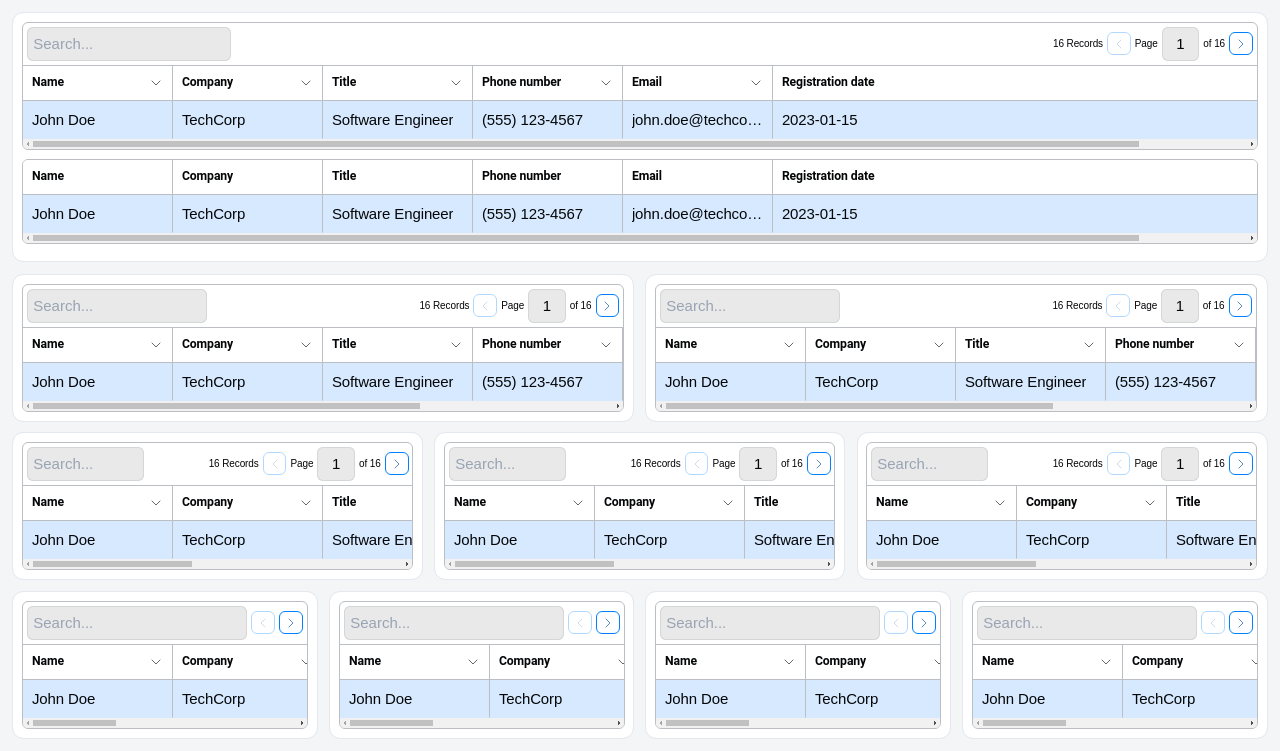 Search... 16 Records Page 1 of 16
Name Company Title Phone number Email Registration date
John Doe TechCorp Software Engineer (555) 123-4567 john.doe@techco... 2023-01-15
Name Company Title Phone number Email Registration date
John Doe TechCorp Software Engineer (555) 123-4567 john.doe@techco... 2023-01-15
Search... 16 Records Page 1 of 16
Name Company Title Phone number
John Doe TechCorp Software Engineer (555) 123-4567
Search... 16 Records Page 1 of 16
Name Company Title Phone number
John Doe TechCorp Software Engineer (555) 123-4567
Search... 16 Records Page 1 of 16
Name Company Title
John Doe TechCorp Software En
Search... 16 Records Page 1 of 16
Name Company Title
John Doe TechCorp Software En
Search... 16 Records Page 1 of 16
Name Company Title
John Doe TechCorp Software En
Search...
Name Company
John Doe TechCorp
Search...
Name Company
John Doe TechCorp
Search...
Name Company
John Doe TechCorp
Search...
Name Company
John Doe TechCorp